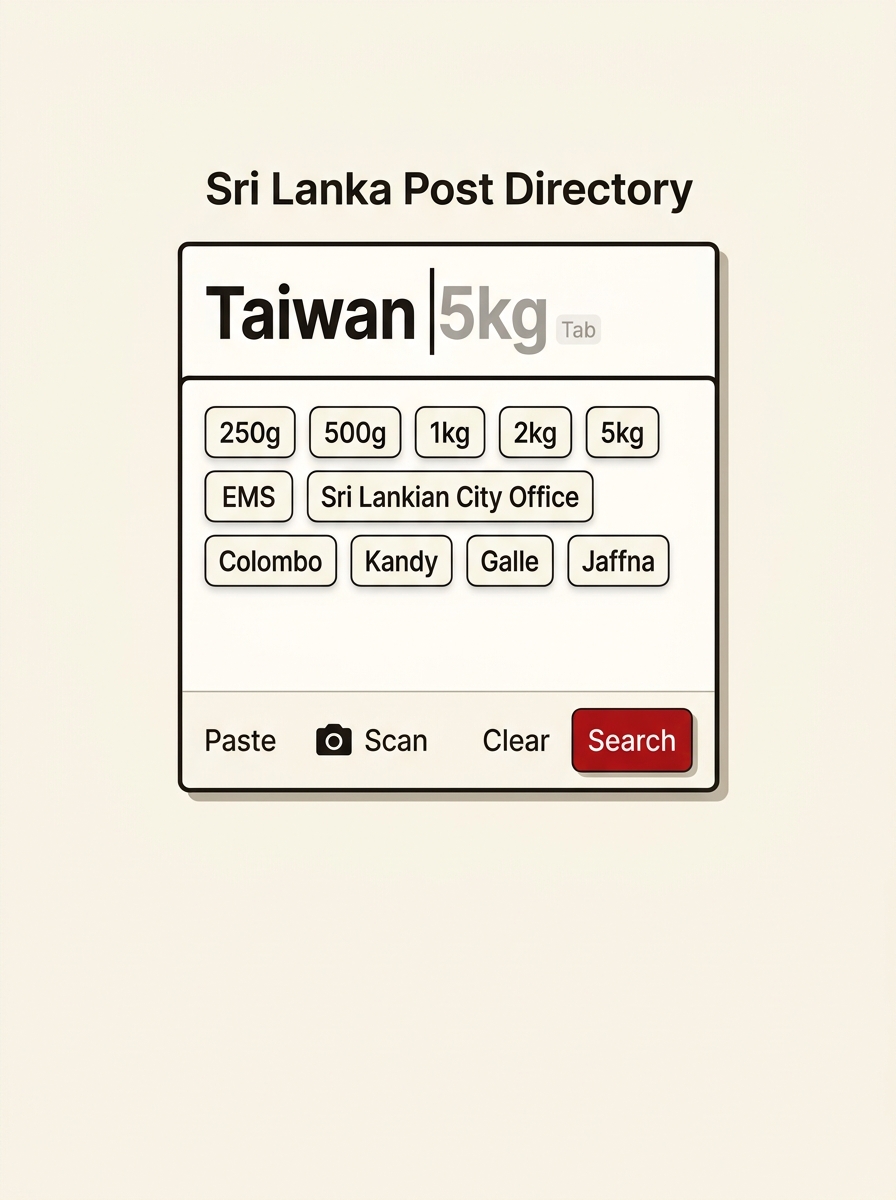 Sri Lanka Post Directory
Taiwan 5kg Tab
250g 500g 1kg 2kg 5kg
EMS Sri Lankian City Office
Colombo Kandy Galle Jaffna
Paste Scan Clear Search